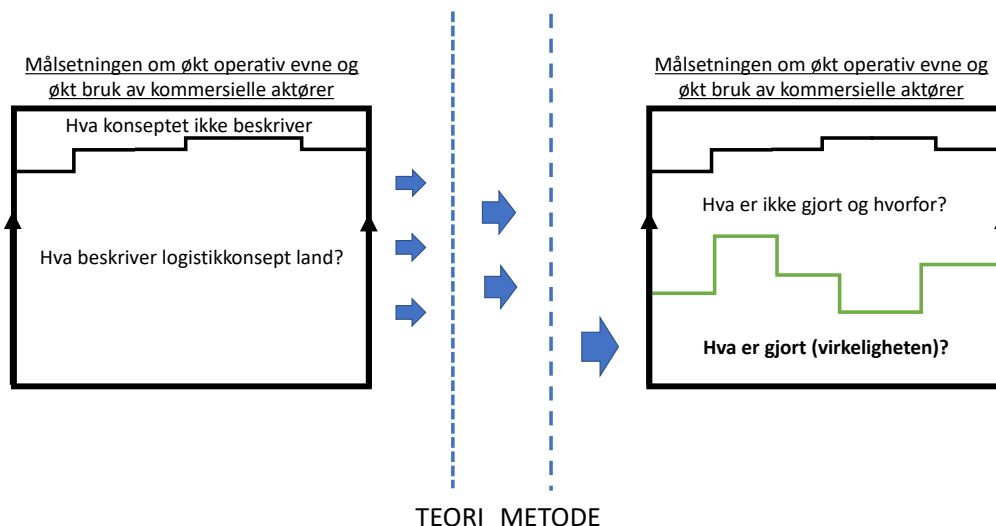 Målsetningen om økt operativ evne og
økt bruk av kommersielle aktører
Hva konseptet ikke beskriver
Hva beskriver logistikkonsept land?
Målsetningen om økt operativ evne og
økt bruk av kommersielle aktører
Hva er ikke gjort og hvorfor?
Hva er gjort (virkeligheten)?
TEORI METODE